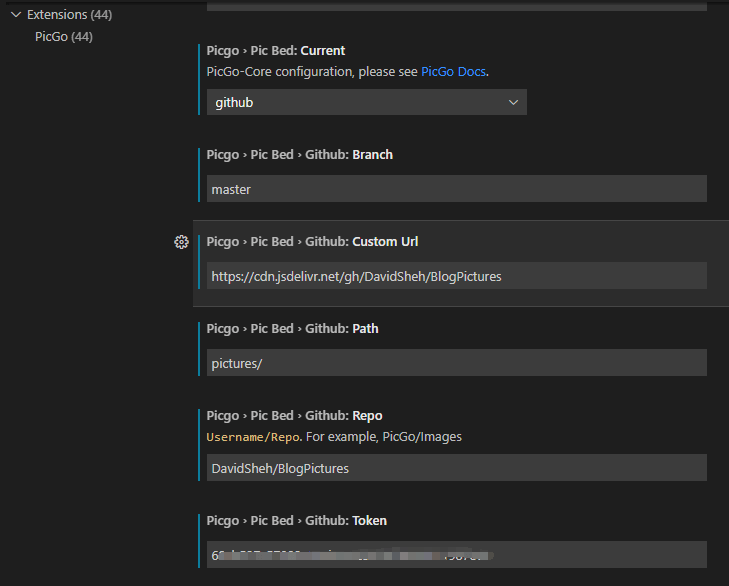 Extensions (44)
PicGo (44)
Picgo › Pic Bed: Current
PicGo-Core configuration, please see PicGo Docs.
github
Picgo › Pic Bed › Github: Branch
master
Picgo › Pic Bed › Github: Custom Url
https://cdn.jsdelivr.net/gh/DavidSheh/BlogPictures
Picgo › Pic Bed › Github: Path
pictures/
Picgo › Pic Bed › Github: Repo
Username/Repo. For example, PicGo/Images
DavidSheh/BlogPictures
Picgo › Pic Bed › Github: Token